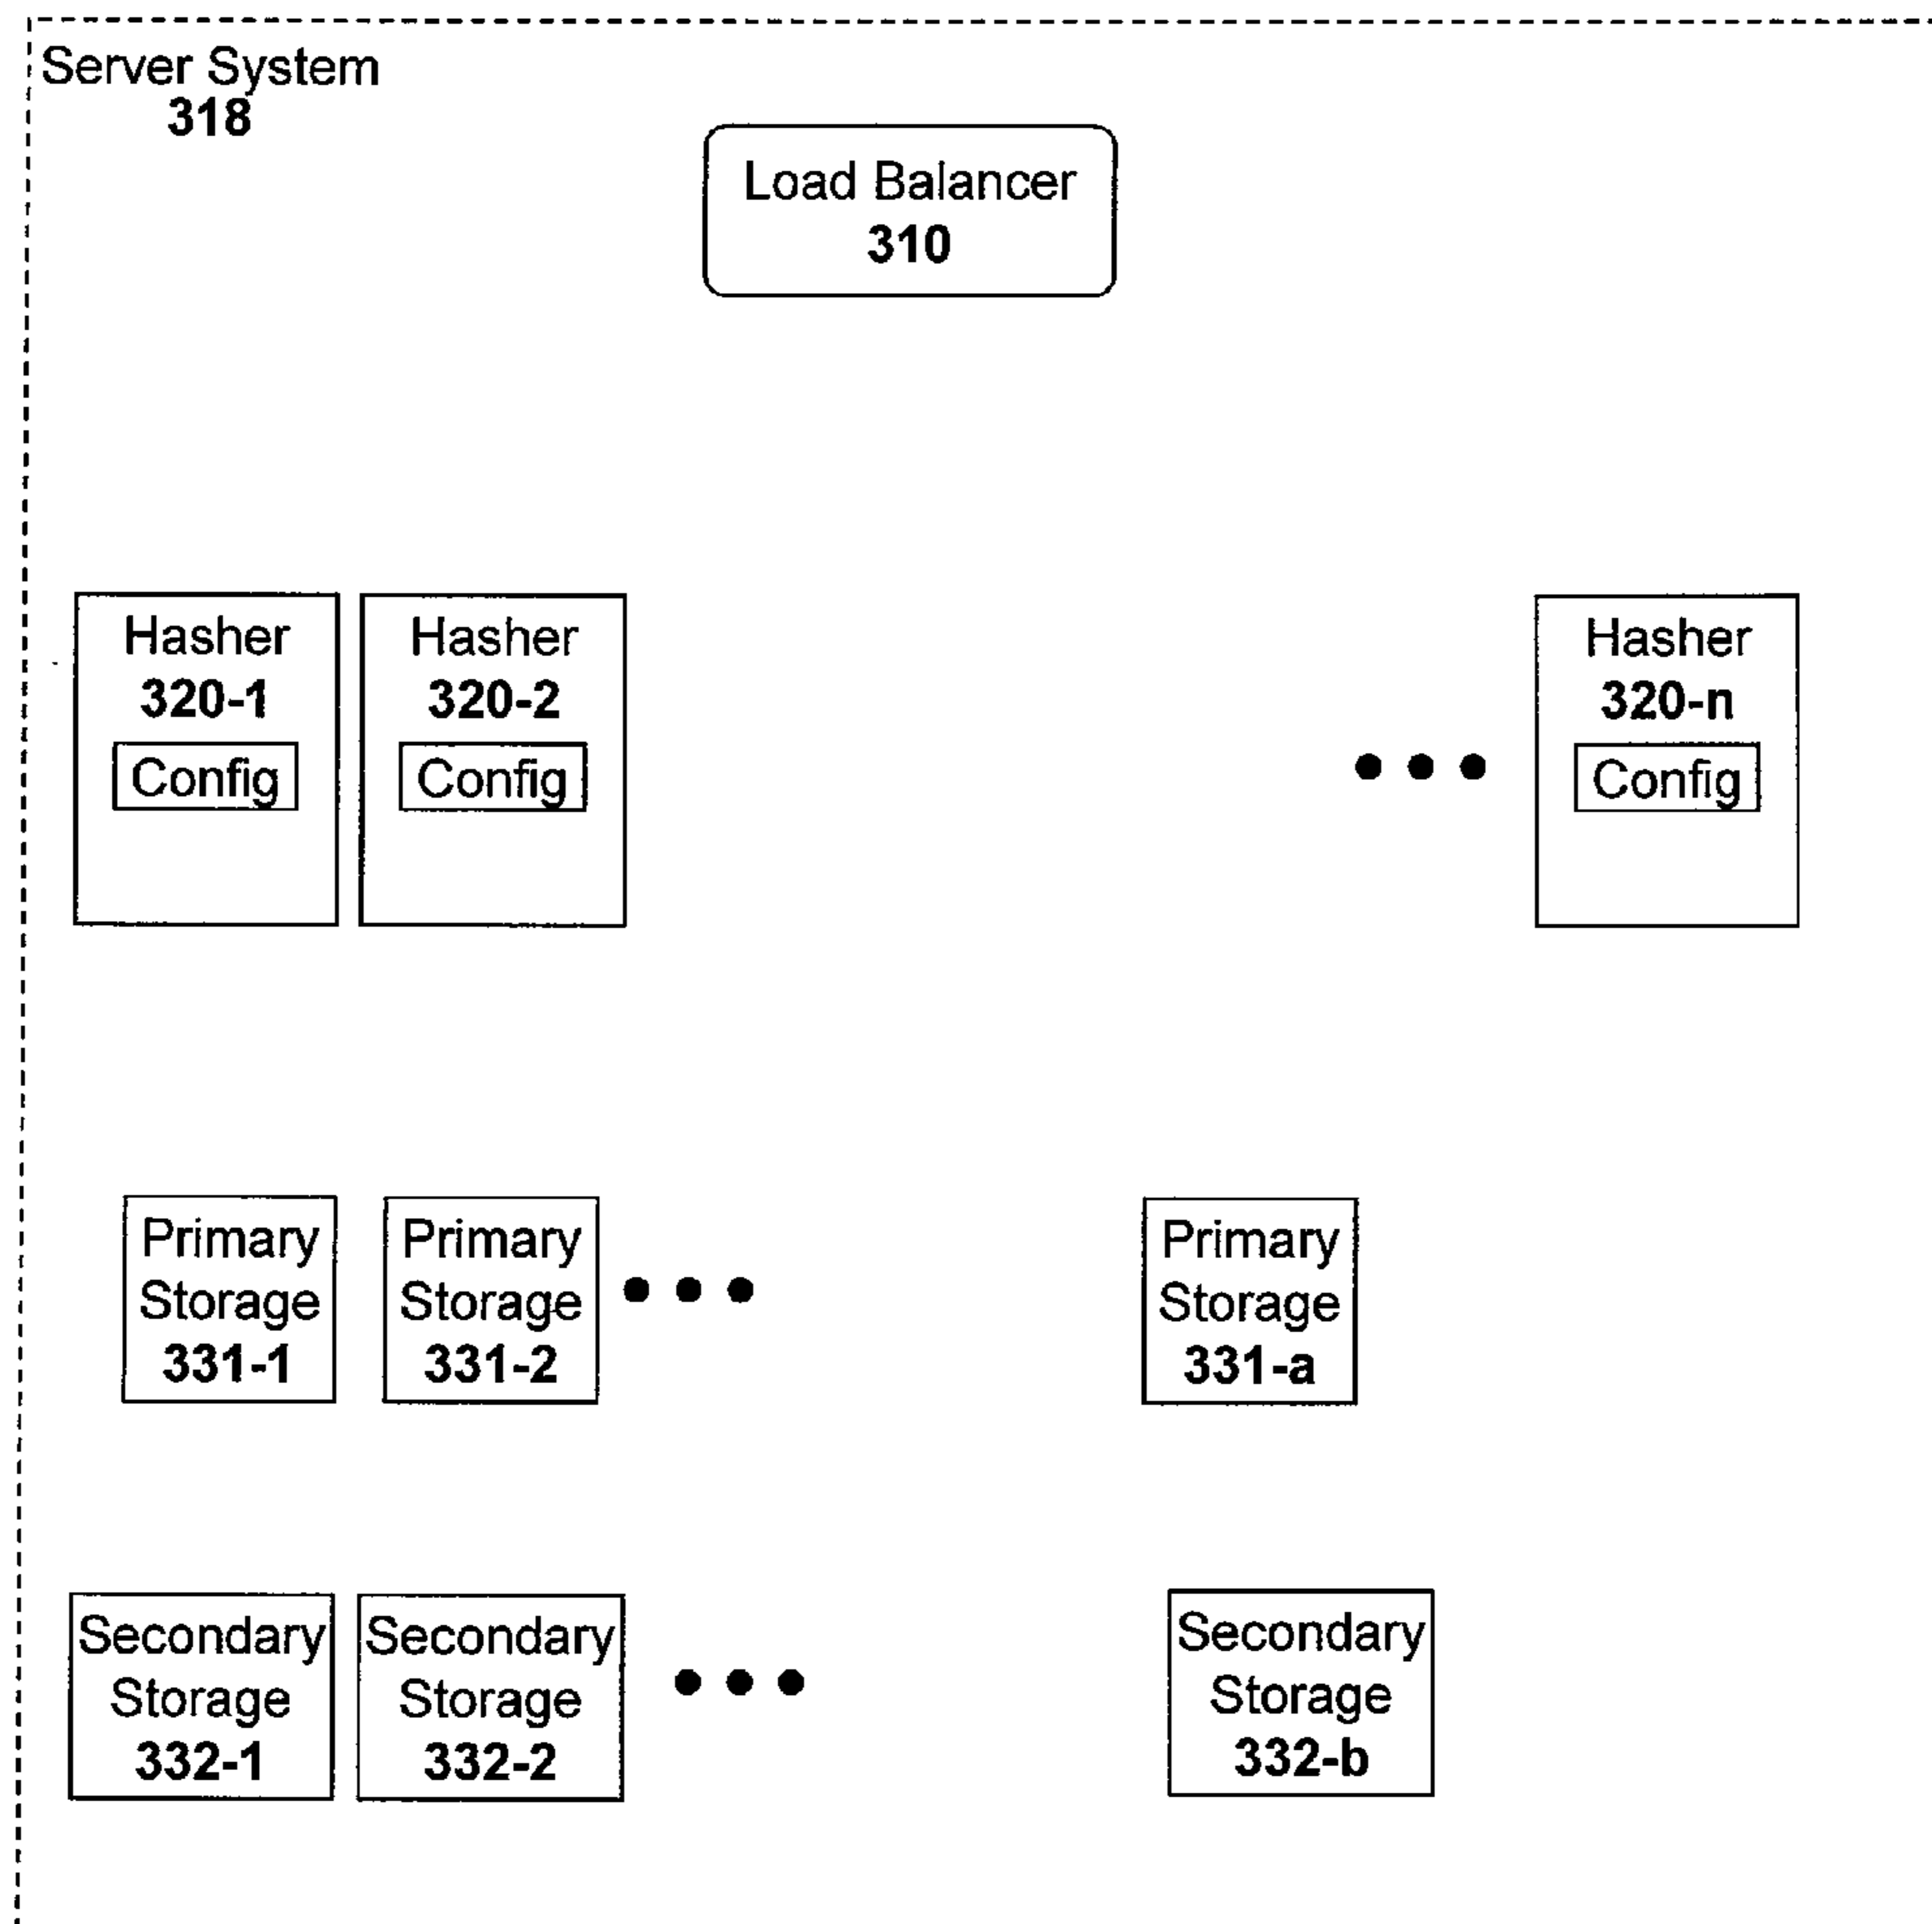 Server System
318
Load Balancer
310
Hasher
320-1
Config
Hasher
320-2
Config
Hasher
320-n
Config
Primary
Storage
331-1
Primary
Storage
331-2
Primary
Storage
331-a
Secondary
Storage
332-1
Secondary
Storage
332-2
Secondary
Storage
332-b